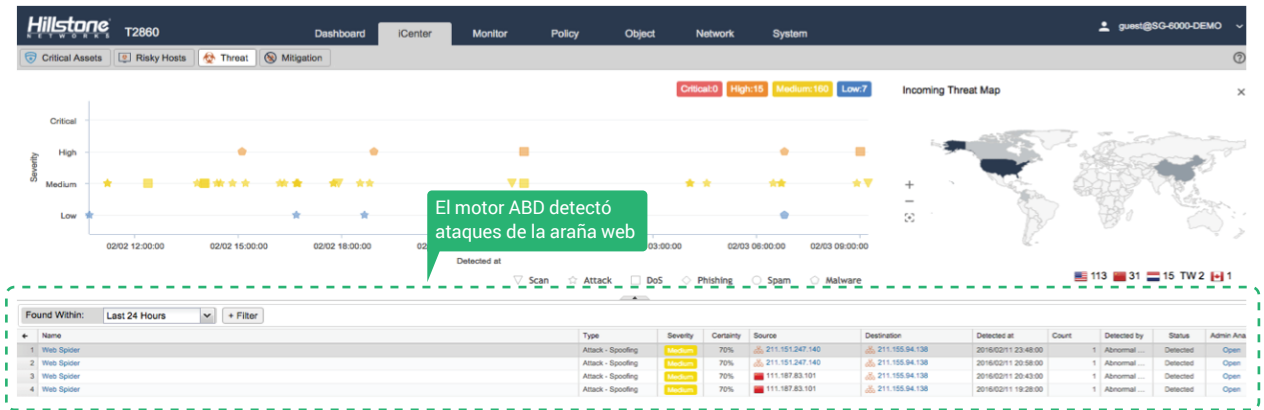 Hillstone
NETWORKS
T2860
Dashboard
iCenter
Monitor
Policy
Object
Network
System
guest@SG-6000-DEMO
Critical Assets
Risky Hosts
Threat
Mitigation
Critical:0
High:15
Medium:160
Low:7
Incoming Threat Map
Severity
Critical
High
Medium
Low
El motor ABD detectó
ataques de la araña web
02/02 12:00:00
02/02 15:00:00
02/02 18:00:00
02/
03:00:00
02/03 06:00:00
02/03 09:00:00
Detected at
Scan
Attack
DoS
Phishing
Spam
Malware
113
31
15
TW 2
1
Found Within:
Last 24 Hours
+ Filter
Name Type Severity Certainty Source Destination Detected at Count Detected by Status Admin Ana
1 Web Spider Attack - Spoofing Medium 70% 211.151.247.140 211.155.94.138 2016/02/11 23:48:00 1 Abnormal ... Detected Open
2 Web Spider Attack - Spoofing Medium 70% 211.151.247.140 211.155.94.138 2016/02/11 20:58:00 1 Abnormal ... Detected Open
3 Web Spider Attack - Spoofing Medium 70% 111.187.83.101 211.155.94.138 2016/02/11 20:43:00 1 Abnormal ... Detected Open
4 Web Spider Attack - Spoofing Medium 70% 111.187.83.101 211.155.94.138 2016/02/11 19:28:00 1 Abnormal ... Detected Open